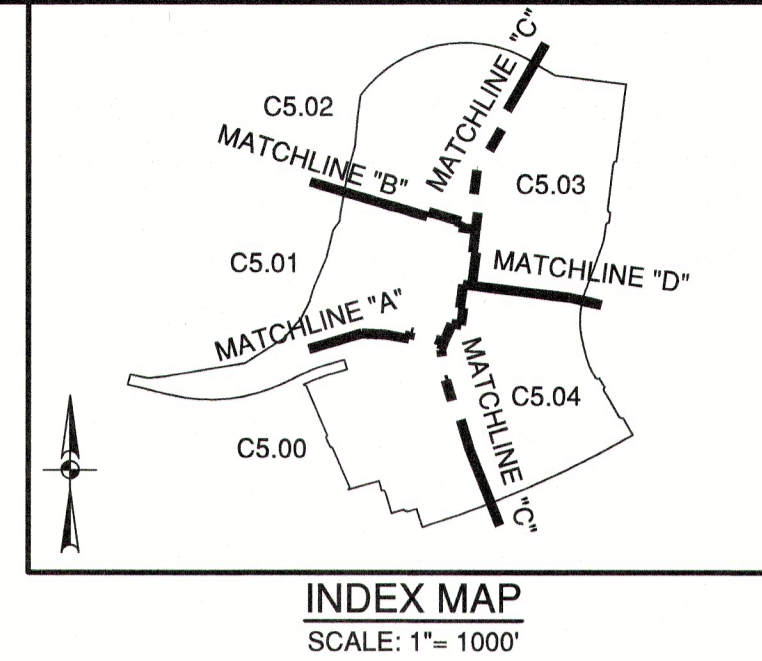 MATCHLINE "C"
C5.02
MATCHLINE "B"
C5.03
C5.01
MATCHLINE "D"
MATCHLINE "A"
MATCHLINE "C"
C5.04
C5.00
INDEX MAP
SCALE: 1"= 1000'